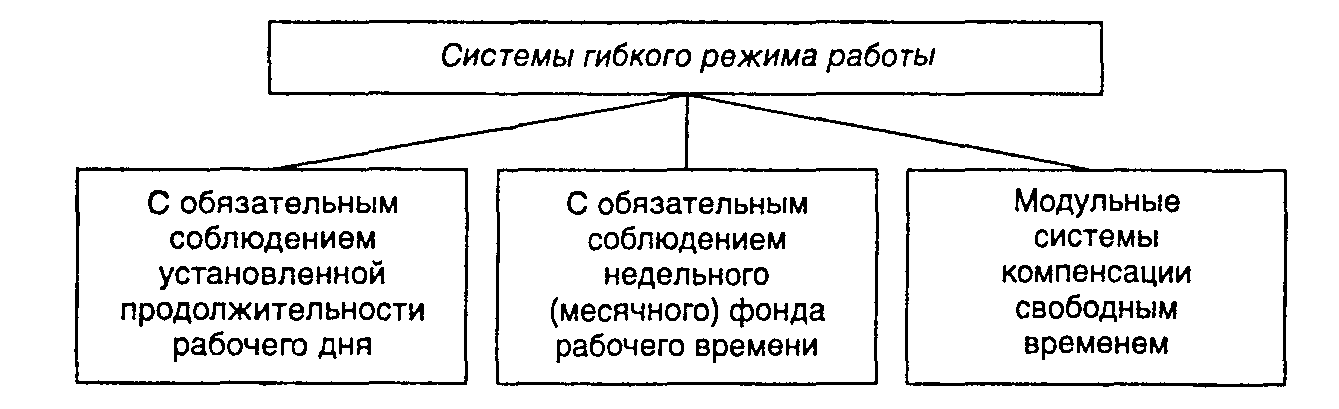 Системы гибкого режима работы
С обязательным
соблюдением
установленной
продолжительности
рабочего дня
С обязательным
соблюдением
недельного
(месячного) фонда
рабочего времени
Модульные
системы
компенсации
свободным
временем